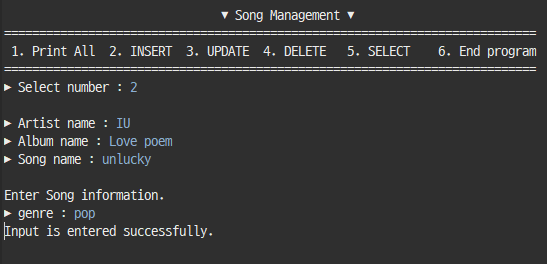 ▼ Song Management ▼
================================================================================
1. Print All 2. INSERT 3. UPDATE 4. DELETE 5. SELECT 6. End program
================================================================================
► Select number : 2
► Artist name : IU
► Album name : Love poem
► Song name : unlucky
Enter Song information.
► genre : pop
Input is entered successfully.